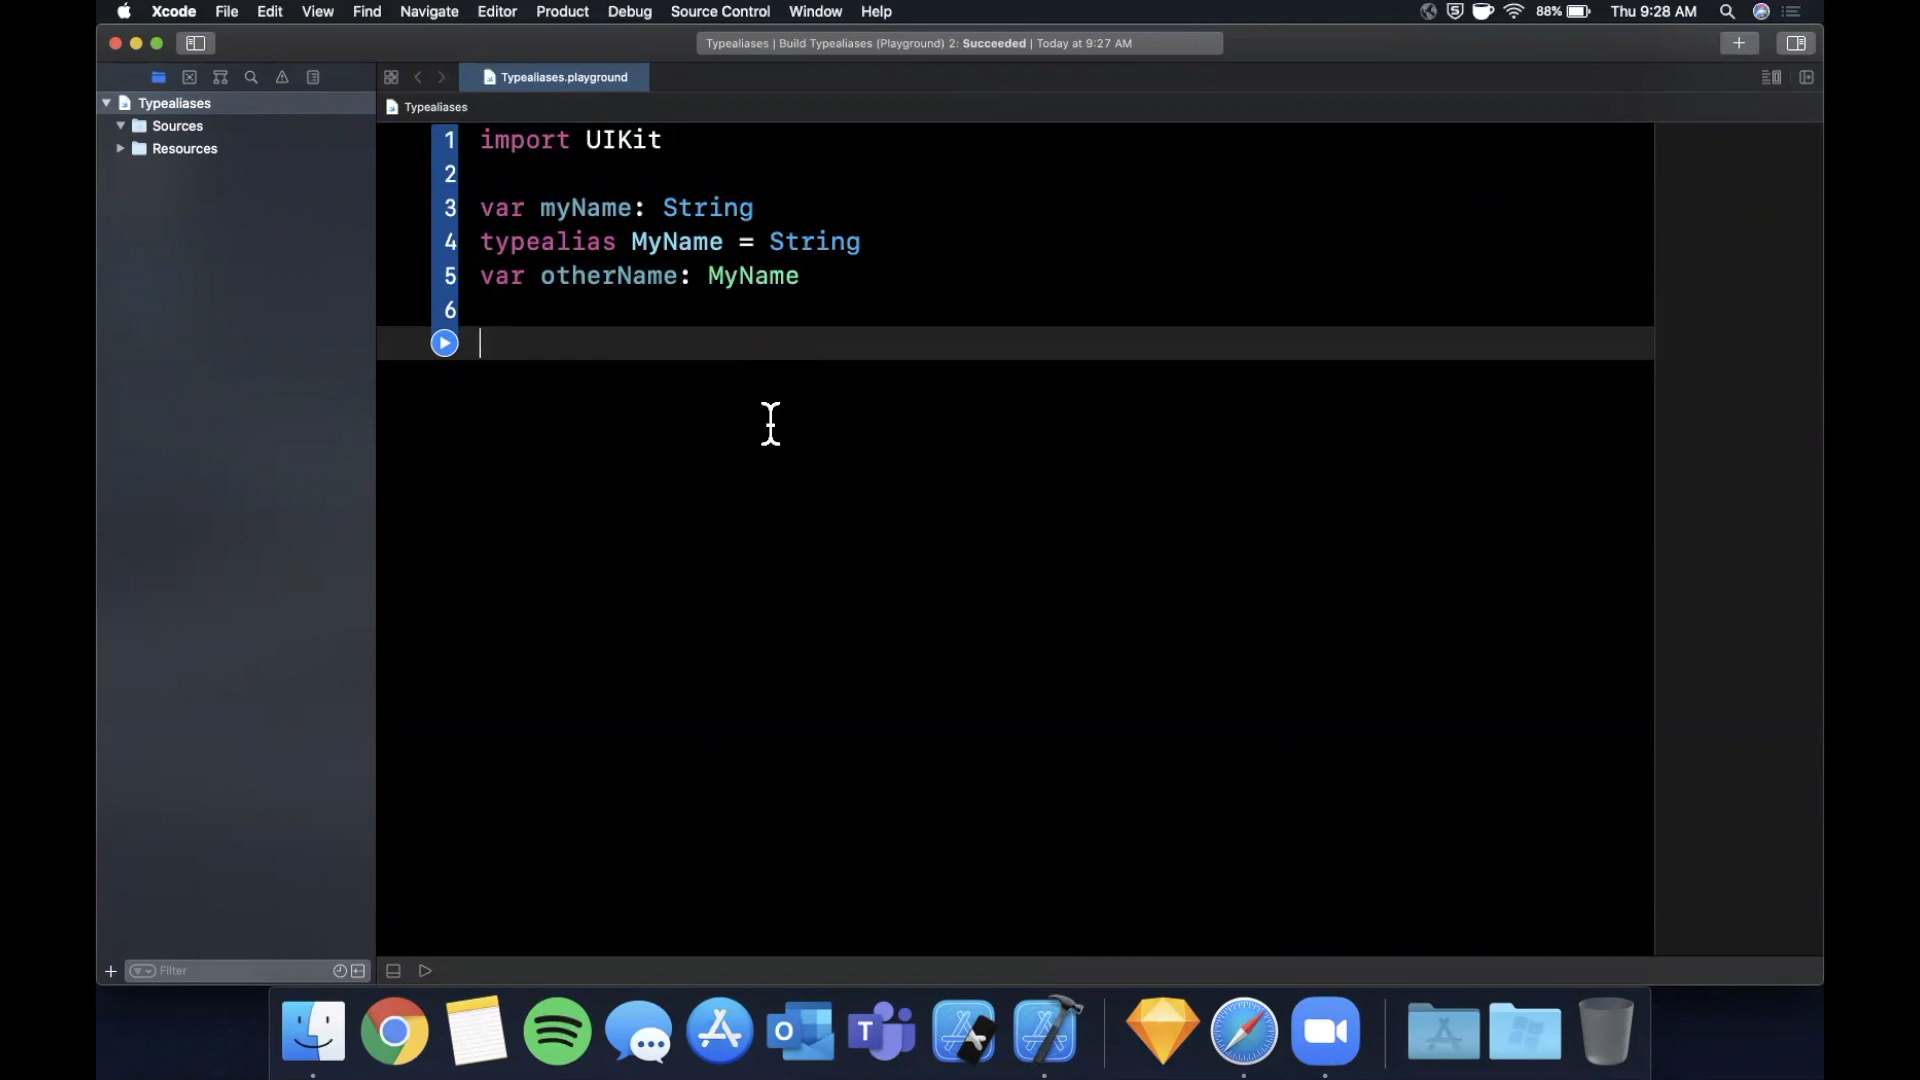 Xcode File Edit View Find Navigate Editor Product Debug Source Control Window Help 88% Thu 9:28 AM
Typealiases | Build Typealiases (Playground) 2: Succeeded | Today at 9:27 AM
Typealiases.playground
Typealiases
Typealiases
Sources
Resources
1 import UIKit
2
3 var myName: String
4 typealias MyName = String
5 var otherName: MyName
6
Filter